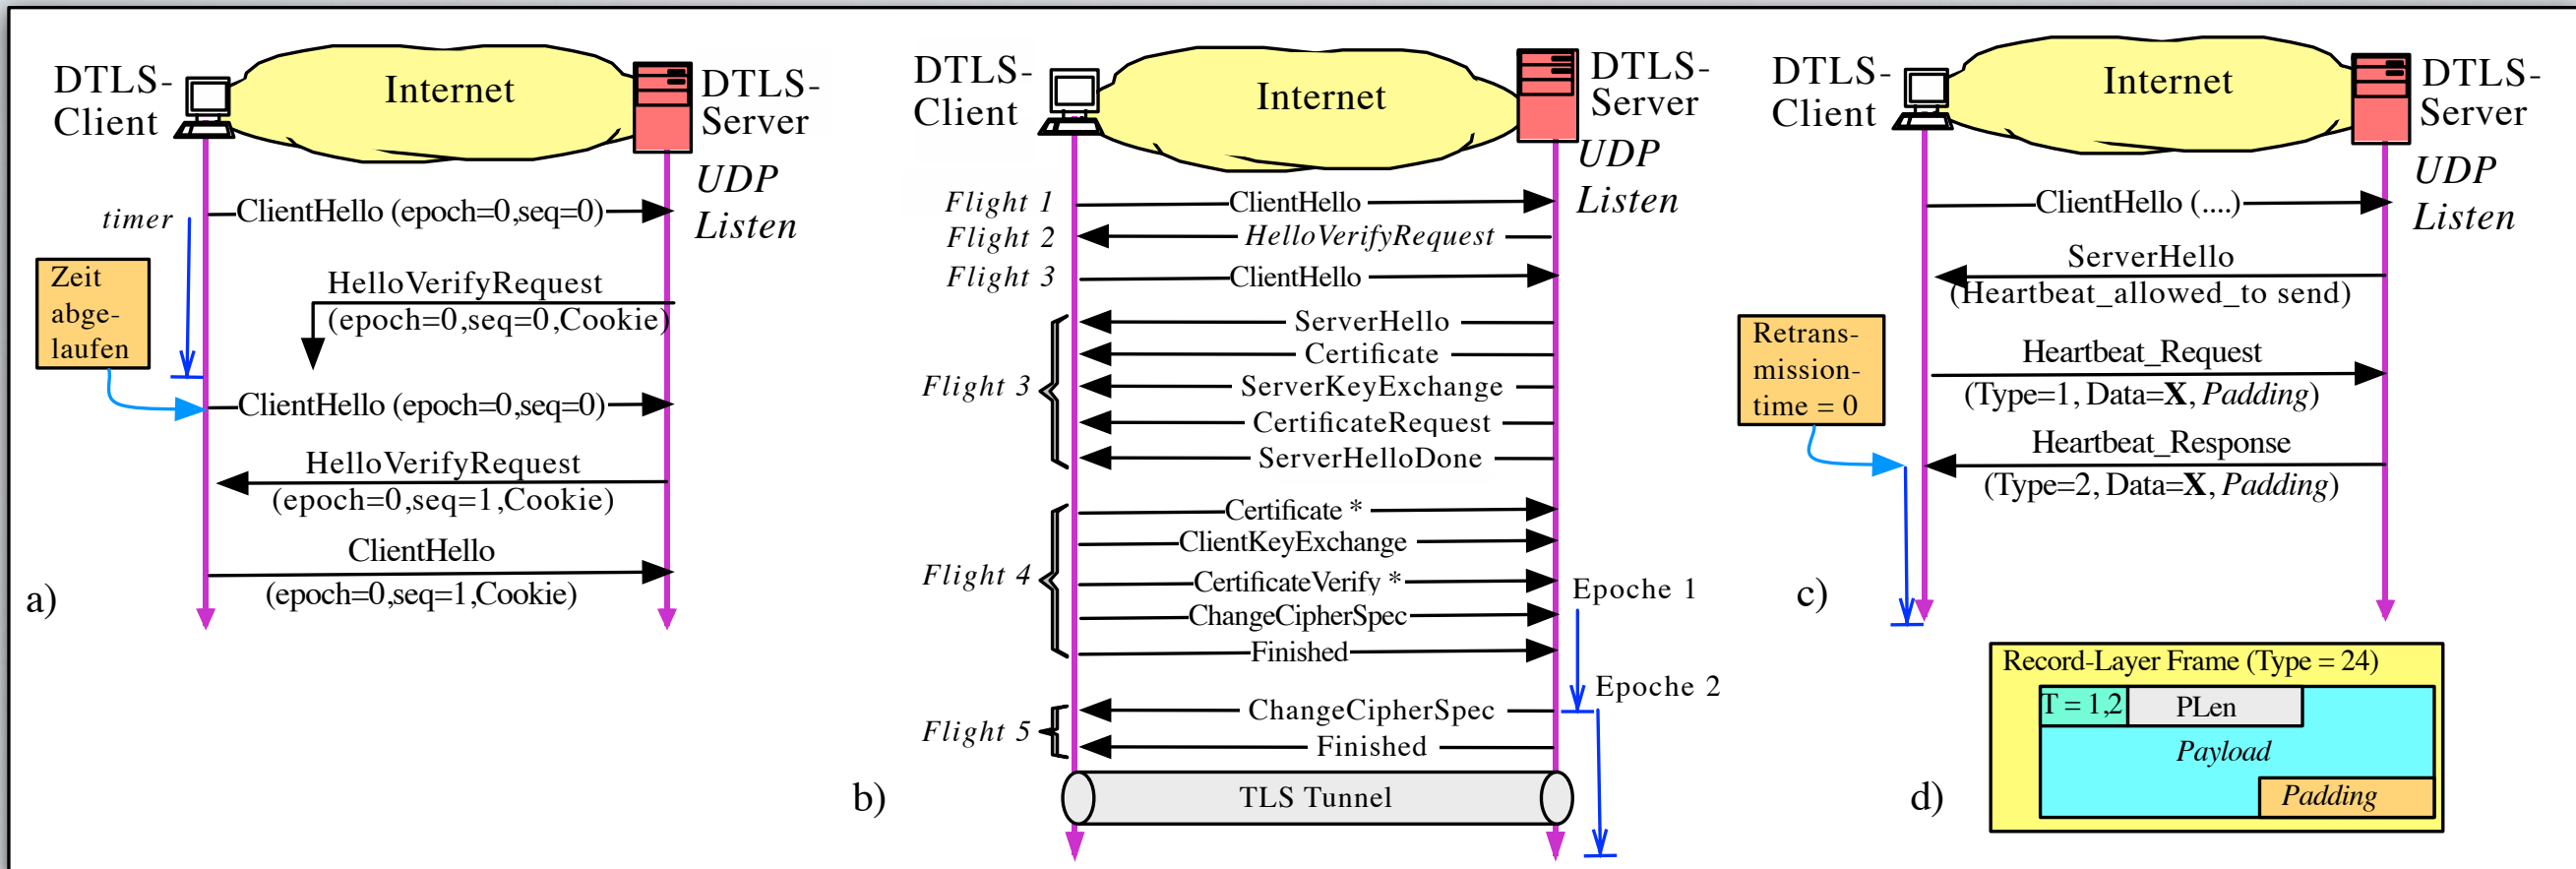 DTLS-
Client
Internet
DTLS-
Server
UDP
Listen
timer
ClientHello (epoch=0,seq=0)
Zeit
abge-
laufen
HelloVerifyRequest
(epoch=0,seq=0,Cookie)
ClientHello (epoch=0,seq=0)
HelloVerifyRequest
(epoch=0,seq=1,Cookie)
ClientHello
(epoch=0,seq=1,Cookie)
a)
DTLS-
Client
Internet
DTLS-
Server
UDP
Listen
Flight 1
ClientHello
Flight 2
HelloVerifyRequest
Flight 3
ClientHello
Flight 3
ServerHello
Certificate
ServerKeyExchange
CertificateRequest
ServerHelloDone
Flight 4
Certificate *
ClientKeyExchange
CertificateVerify *
ChangeCipherSpec
Finished
Epoche 1
Epoche 2
Flight 5
ChangeCipherSpec
Finished
TLS Tunnel
b)
DTLS-
Client
Internet
DTLS-
Server
UDP
Listen
ClientHello (....)
ServerHello
(Heartbeat_allowed_to send)
Retrans-
mission-
time = 0
Heartbeat_Request
(Type=1, Data=X, Padding)
Heartbeat_Response
(Type=2, Data=X, Padding)
c)
Record-Layer Frame (Type = 24)
T = 1,2
PLen
Payload
Padding
d)